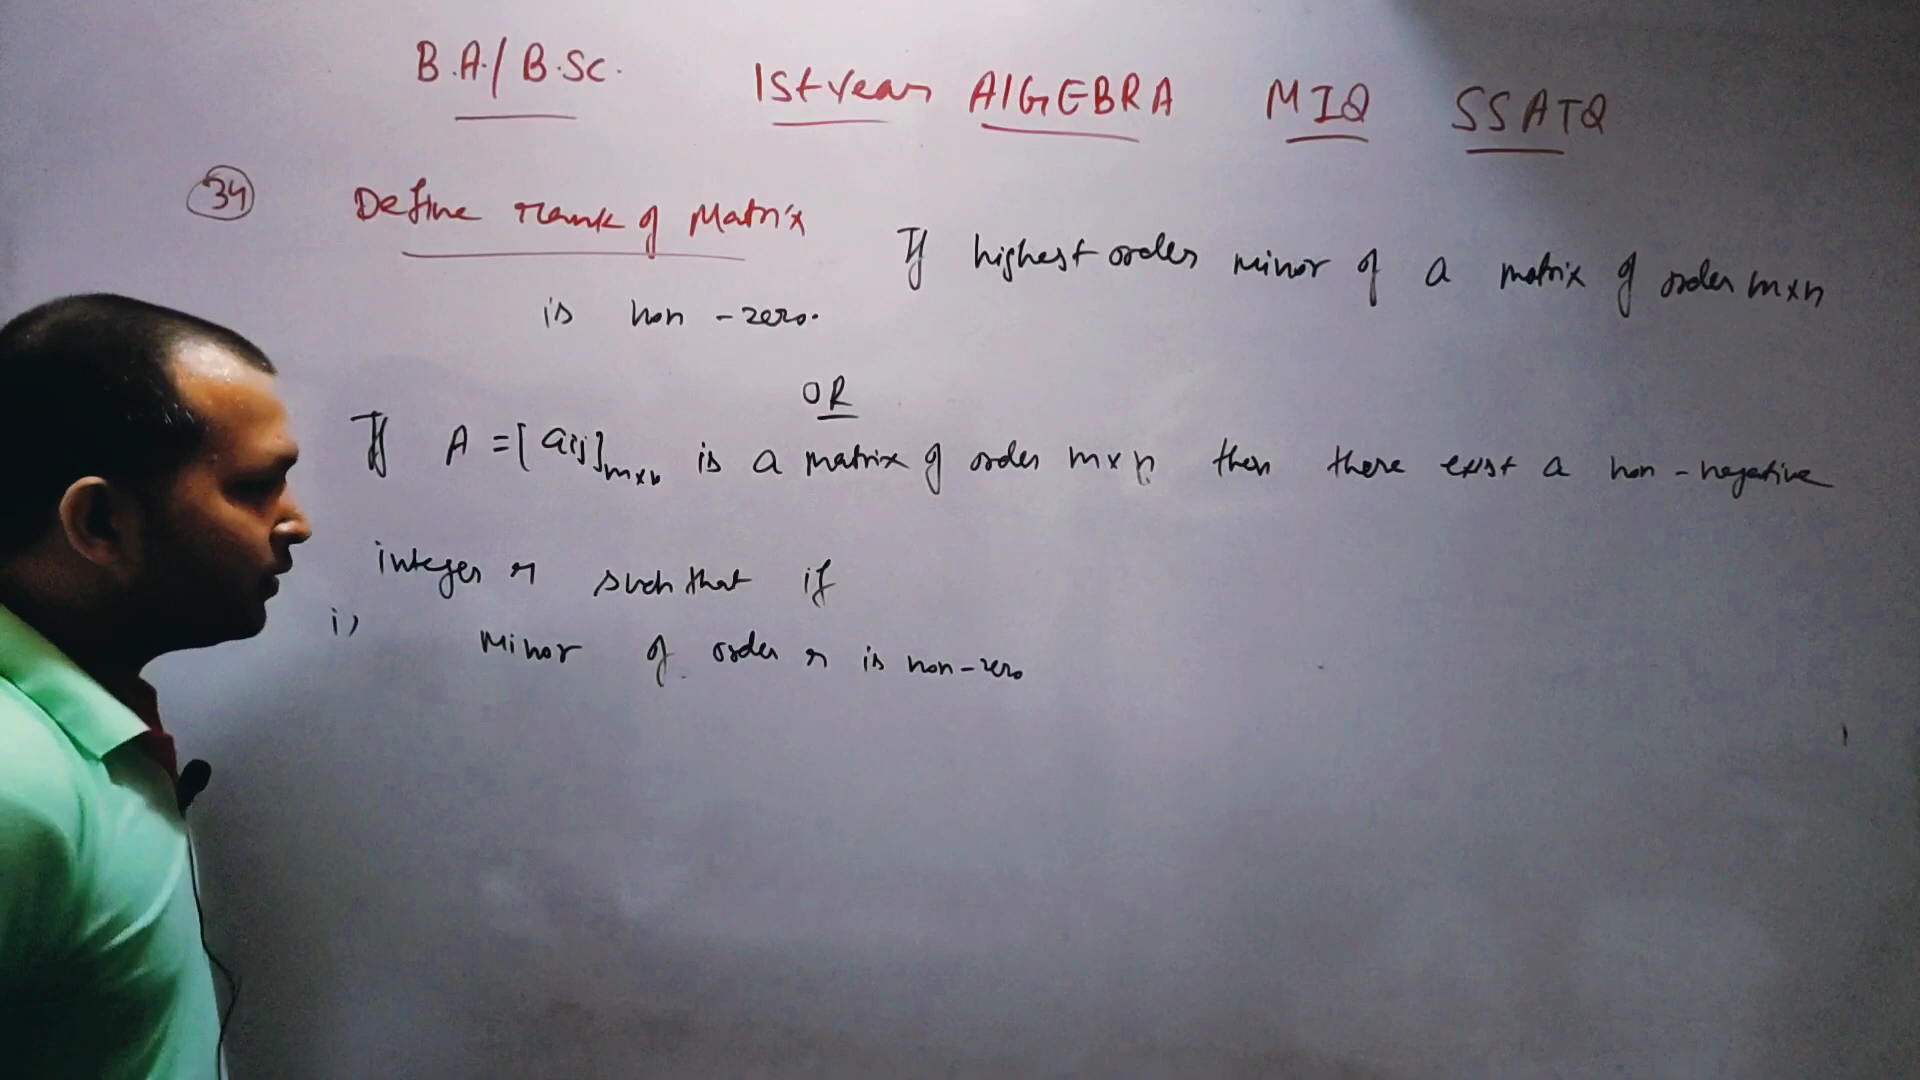 B.A./B.Sc. 1st Year AlGEBRA MIQ SSATQ
34 Define rank of Matrix If highest order minor of a matrix of order m×n
is non-zero.
OR
If A = [aij]m×n is a matrix of order m×n then there exist a non-negative
integer r such that if
i) Minor of order r is non-zero